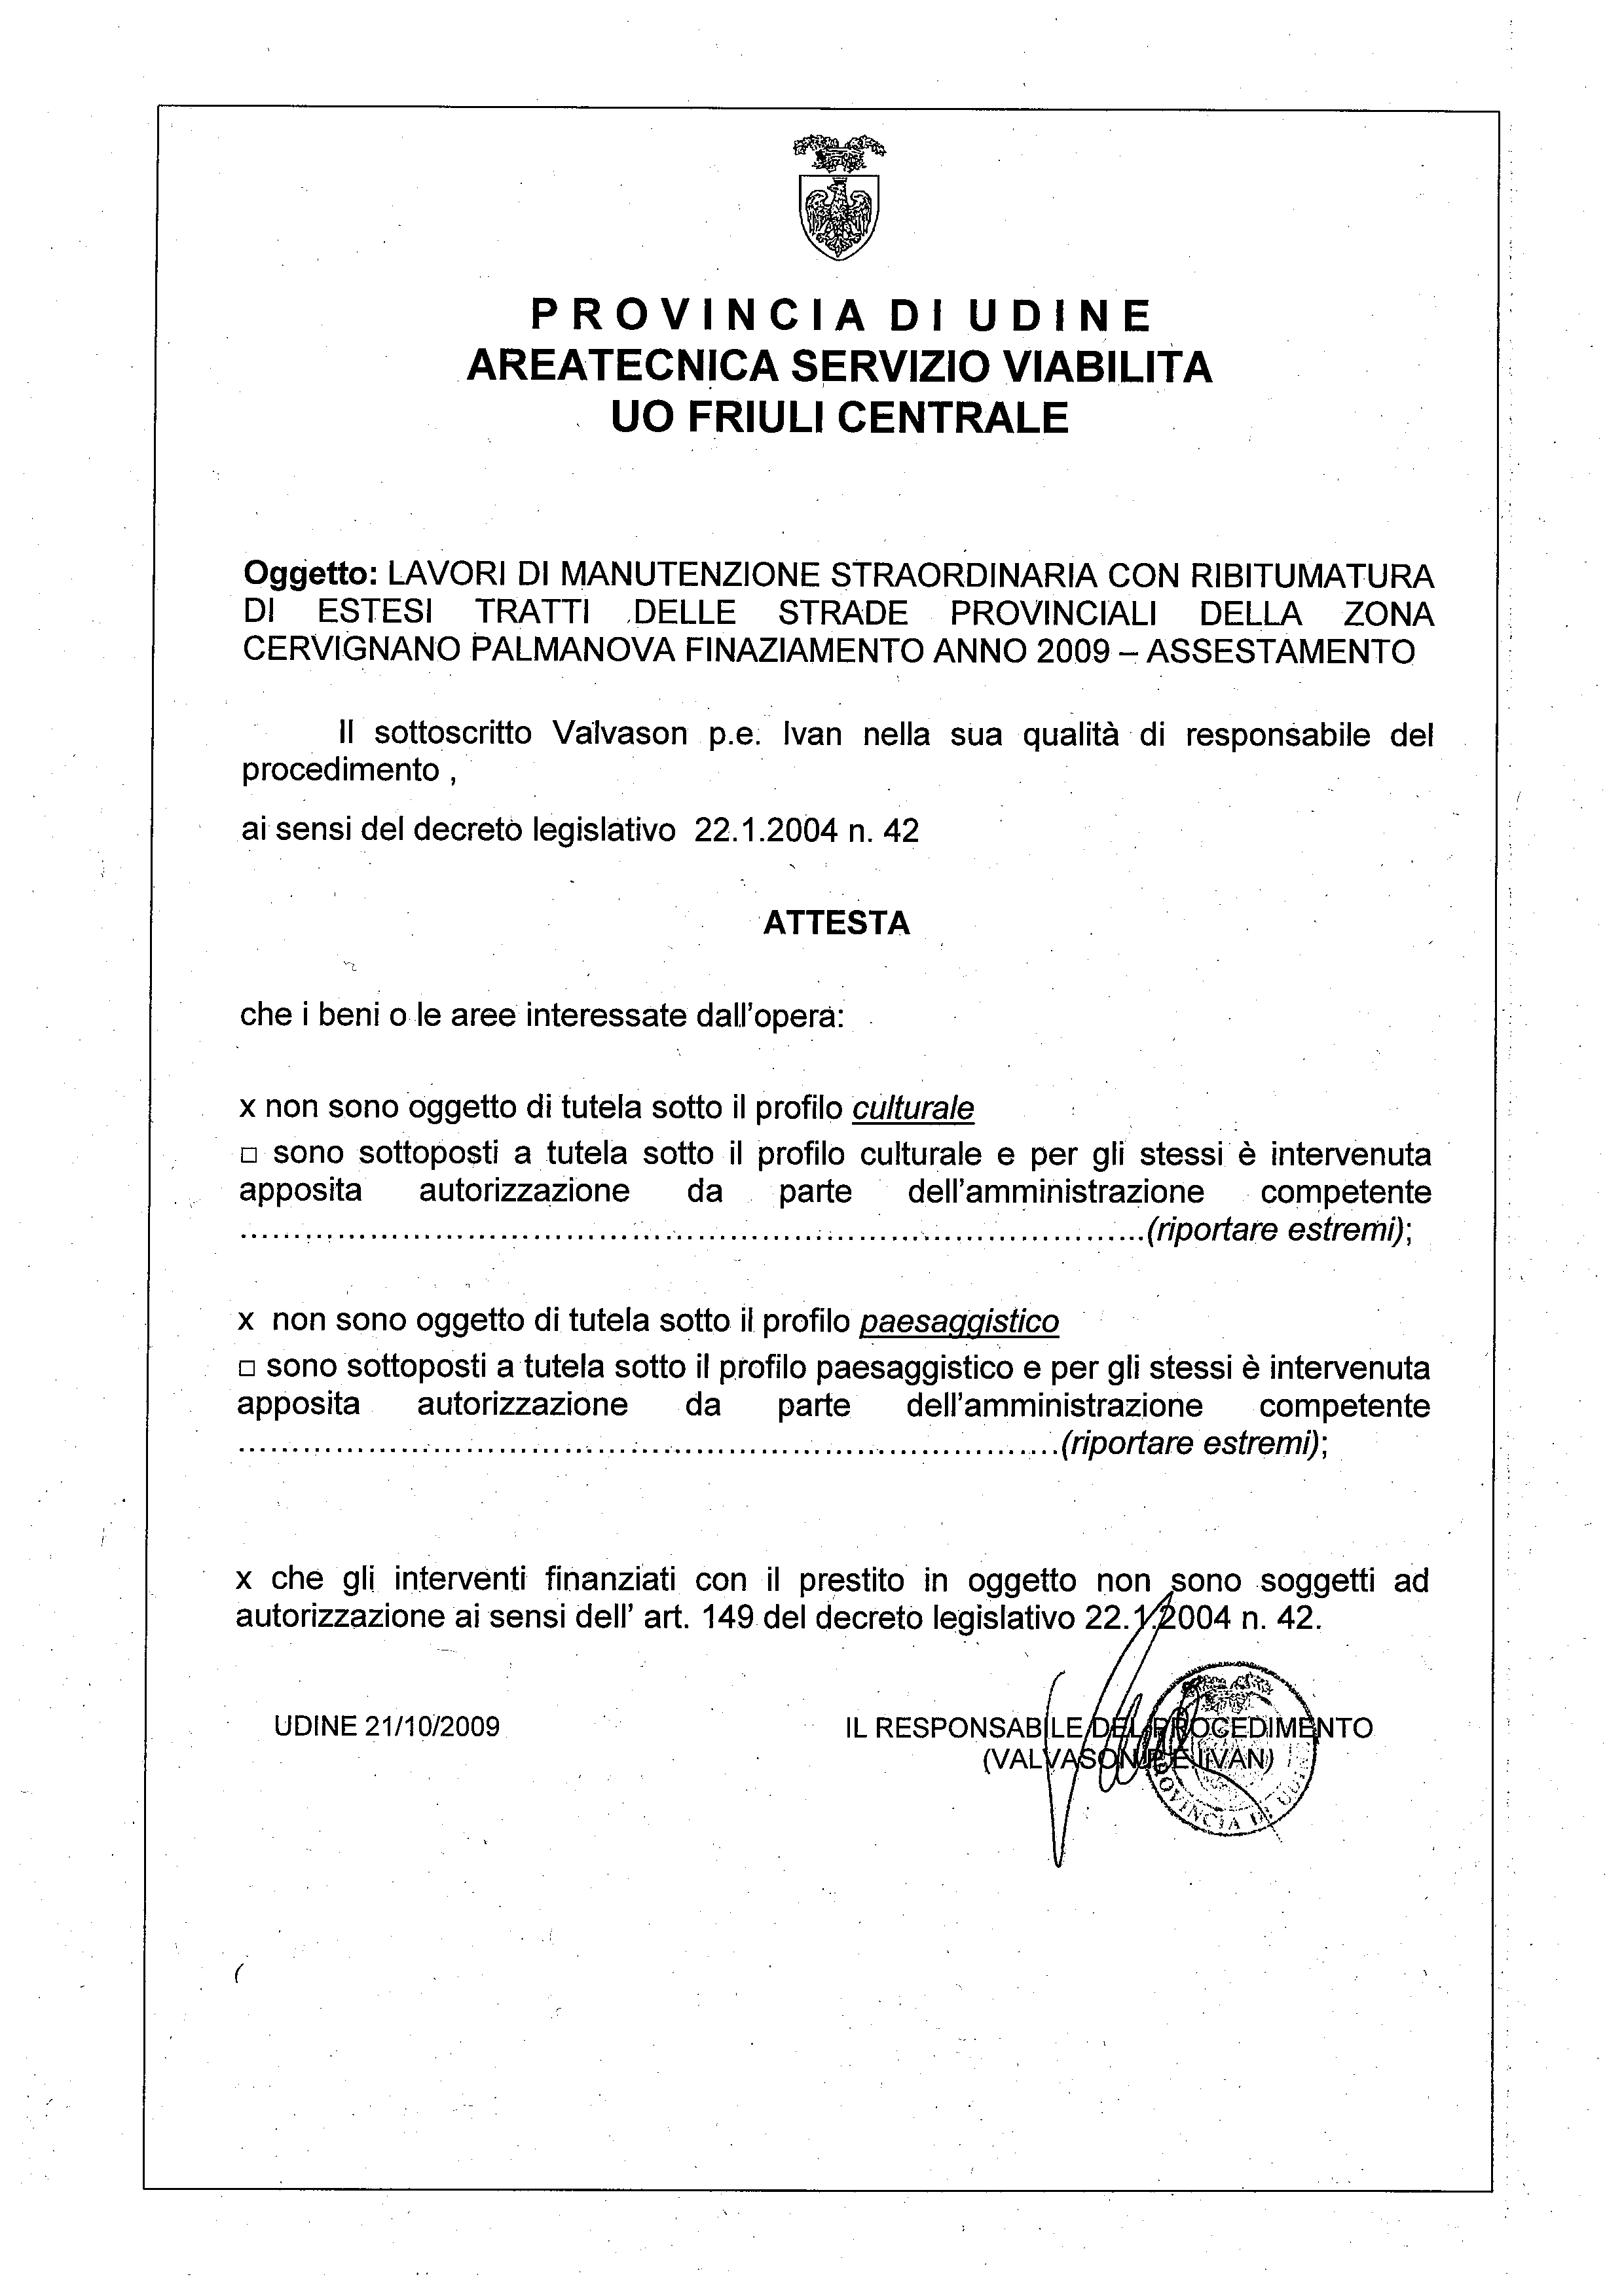 PROVINCIA DI UDINE
AREATECNICA SERVIZIO VIABILITA
UO FRIULI CENTRALE
Oggetto: LAVORI DI MANUTENZIONE STRAORDINARIA CON RIBITUMATURA
DI ESTESI TRATTI DELLE STRADE PROVINCIALI DELLA ZONA
CERVIGNANO PALMANOVA FINAZIAMENTO ANNO 2009 – ASSESTAMENTO
Il sottoscritto Valvason p.e. Ivan nella sua qualità di responsabile del
procedimento ,
ai sensi del decreto legislativo 22.1.2004 n. 42
ATTESTA
che i beni o le aree interessate dall'opera:
x non sono oggetto di tutela sotto il profilo culturale
□ sono sottoposti a tutela sotto il profilo culturale e per gli stessi è intervenuta
apposita autorizzazione da parte dell'amministrazione competente
....................................................................................(riportare estremi);
x non sono oggetto di tutela sotto il profilo paesaggistico
□ sono sottoposti a tutela sotto il profilo paesaggistico e per gli stessi è intervenuta
apposita autorizzazione da parte dell'amministrazione competente
............................................................................(riportare estremi);
x che gli interventi finanziati con il prestito in oggetto non sono soggetti ad
autorizzazione ai sensi dell' art. 149 del decreto legislativo 22.1.2004 n. 42.
UDINE 21/10/2009
IL RESPONSABILE DEL PROCEDIMENTO
(VALVASON P.E. IVAN)
PROVINCIA DI UDINE